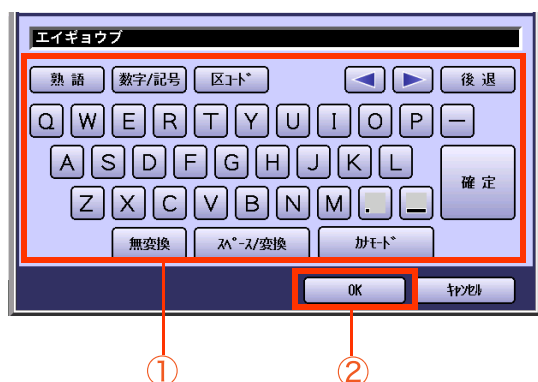 エイギョウブ
熟 語 数字/記号 区ｺｰﾄﾞ 後 退
Q W E R T Y U I O P ー
A S D F G H J K L 確 定
Z X C V B N M . _
無変換 ｽﾍﾟｰｽ/変換 ｶﾅﾓｰﾄﾞ
OK ｷｬﾝｾﾙ
① ②